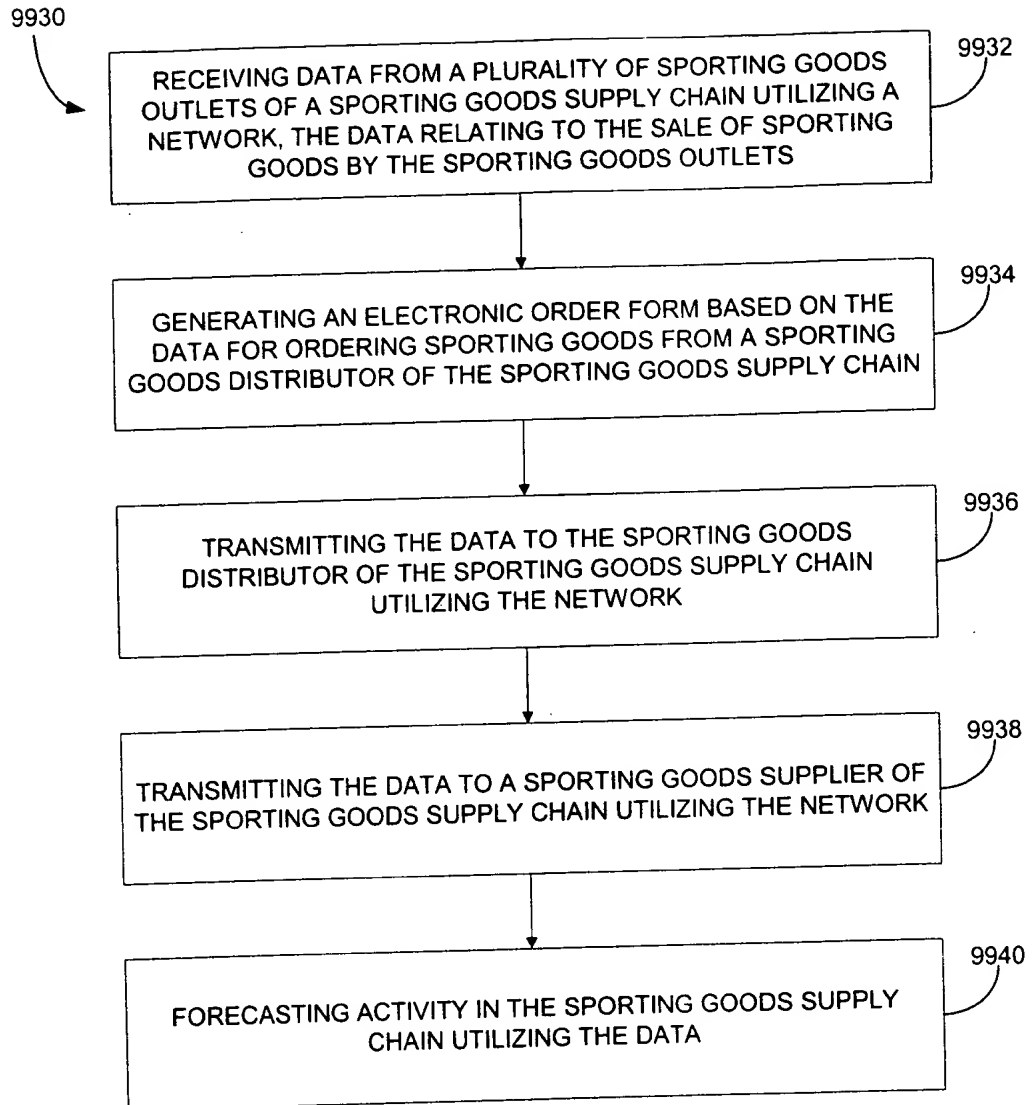 9930
9932
RECEIVING DATA FROM A PLURALITY OF SPORTING GOODS
OUTLETS OF A SPORTING GOODS SUPPLY CHAIN UTILIZING A
NETWORK, THE DATA RELATING TO THE SALE OF SPORTING
GOODS BY THE SPORTING GOODS OUTLETS
9934
GENERATING AN ELECTRONIC ORDER FORM BASED ON THE
DATA FOR ORDERING SPORTING GOODS FROM A SPORTING
GOODS DISTRIBUTOR OF THE SPORTING GOODS SUPPLY CHAIN
9936
TRANSMITTING THE DATA TO THE SPORTING GOODS
DISTRIBUTOR OF THE SPORTING GOODS SUPPLY CHAIN
UTILIZING THE NETWORK
9938
TRANSMITTING THE DATA TO A SPORTING GOODS SUPPLIER OF
THE SPORTING GOODS SUPPLY CHAIN UTILIZING THE NETWORK
9940
FORECASTING ACTIVITY IN THE SPORTING GOODS SUPPLY
CHAIN UTILIZING THE DATA